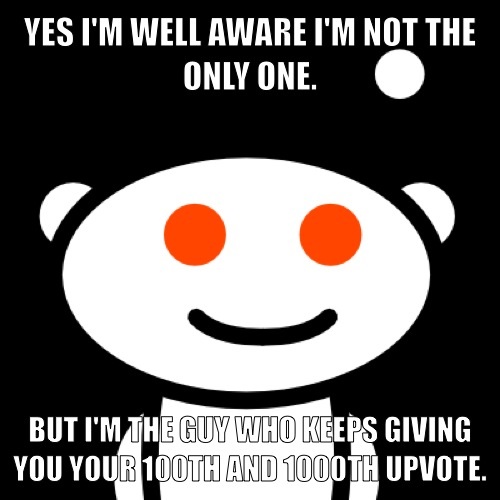 YES I'M WELL AWARE I'M NOT THE
ONLY ONE.
BUT I'M THE GUY WHO KEEPS GIVING
YOU YOUR 100TH AND 1000TH UPVOTE.